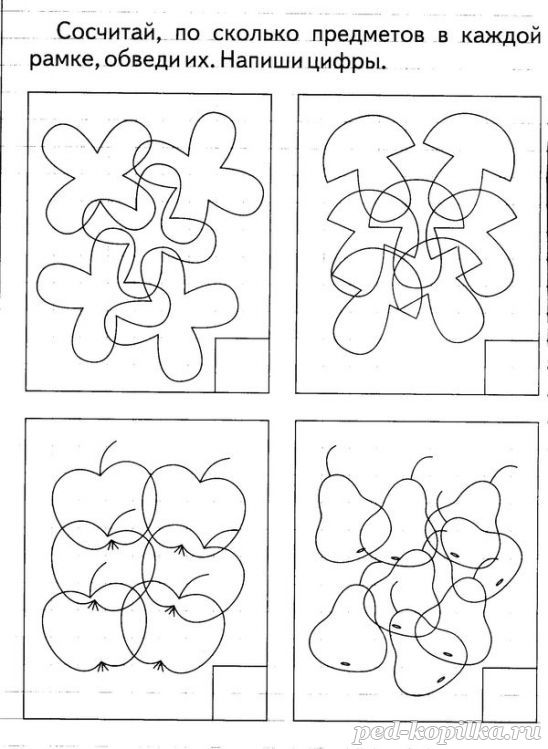 Сосчитай, по сколько предметов в каждой
рамке, обведи их. Напиши цифры.
ped-kopilka.ru